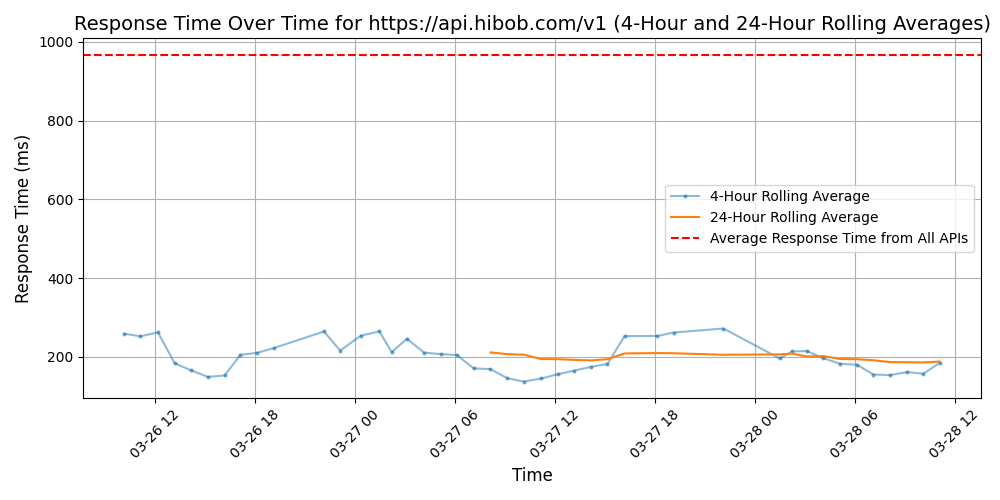 Response Time Over Time for https://api.hibob.com/v1 (4-Hour and 24-Hour Rolling Averages)
Response Time (ms)
1000
800
600
400
200
4-Hour Rolling Average
24-Hour Rolling Average
Average Response Time from All APIs
03-26 12
03-26 18
03-27 00
03-27 06
03-27 12
03-27 18
03-28 00
03-28 06
03-28 12
Time